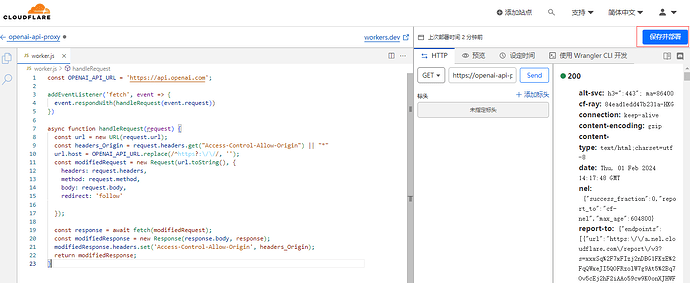 CLOUDFLARE
添加站点
支持
简体中文
openai-api-proxy
workers.dev
上次部署时间 2 分钟前
保存并部署
worker.js
HTTP
预览
设定时间
使用 Wrangler CLI 开发
worker.js > handleRequest
1 const OPENAI_API_URL = 'https://api.openai.com';
2
3 addEventListener('fetch', event => {
4 event.respondWith(handleRequest(event.request))
5 })
6
7 async function handleRequest(request) {
8 const url = new URL(request.url);
9 const headers_Origin = request.headers.get("Access-Control-Allow-Origin") || "*"
10 url.host = OPENAI_API_URL.replace(/^https?:\/\//, '');
11 const modifiedRequest = new Request(url.toString(), {
12 headers: request.headers,
13 method: request.method,
14 body: request.body,
15 redirect: 'follow'
16
17 });
18
19 const response = await fetch(modifiedRequest);
20 const modifiedResponse = new Response(response.body, response);
21 modifiedResponse.headers.set('Access-Control-Allow-Origin', headers_Origin);
22 return modifiedResponse;
23 }
GET
https://openai-api-p
Send
标头
添加标头
未指定标头
200
alt-svc: h3=":443"; ma=86400
cf-ray: 84ead1edd47b231a-HKG
connection: keep-alive
content-encoding: gzip
content-
type: text/html;charset=utf
-8
date: Thu, 01 Feb 2024
14:17:48 GMT
nel:
{"success_fraction":0,"rep
ort_to":"cf-
nel","max_age":604800}
report-to: {"endpoints":
[{"url":"https:\/\/a.nel.cl
oudflare.com\/report\/v3?